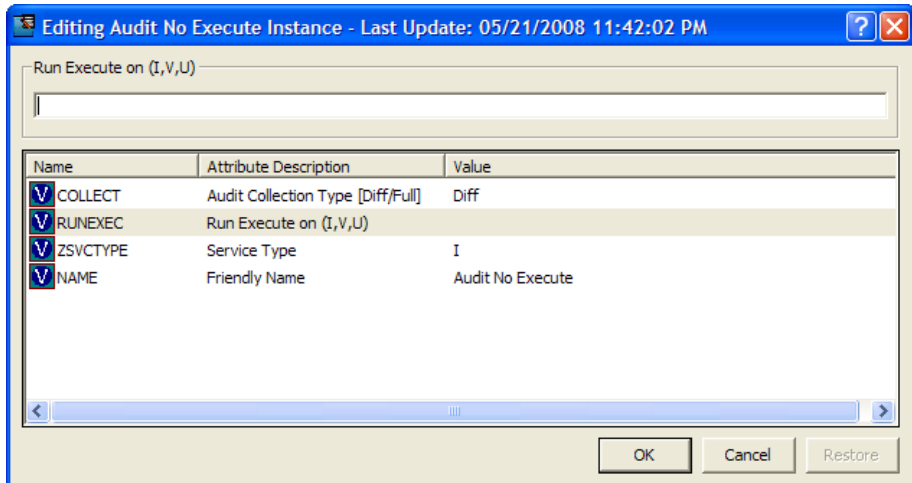 Editing Audit No Execute Instance - Last Update: 05/21/2008 11:42:02 PM ? X
Run Execute on (I,V,U)
Name Attribute Description Value
V COLLECT Audit Collection Type [Diff/Full] Diff
V RUNEXEC Run Execute on (I,V,U)
V ZSVCTYPE Service Type I
V NAME Friendly Name Audit No Execute
OK Cancel Restore